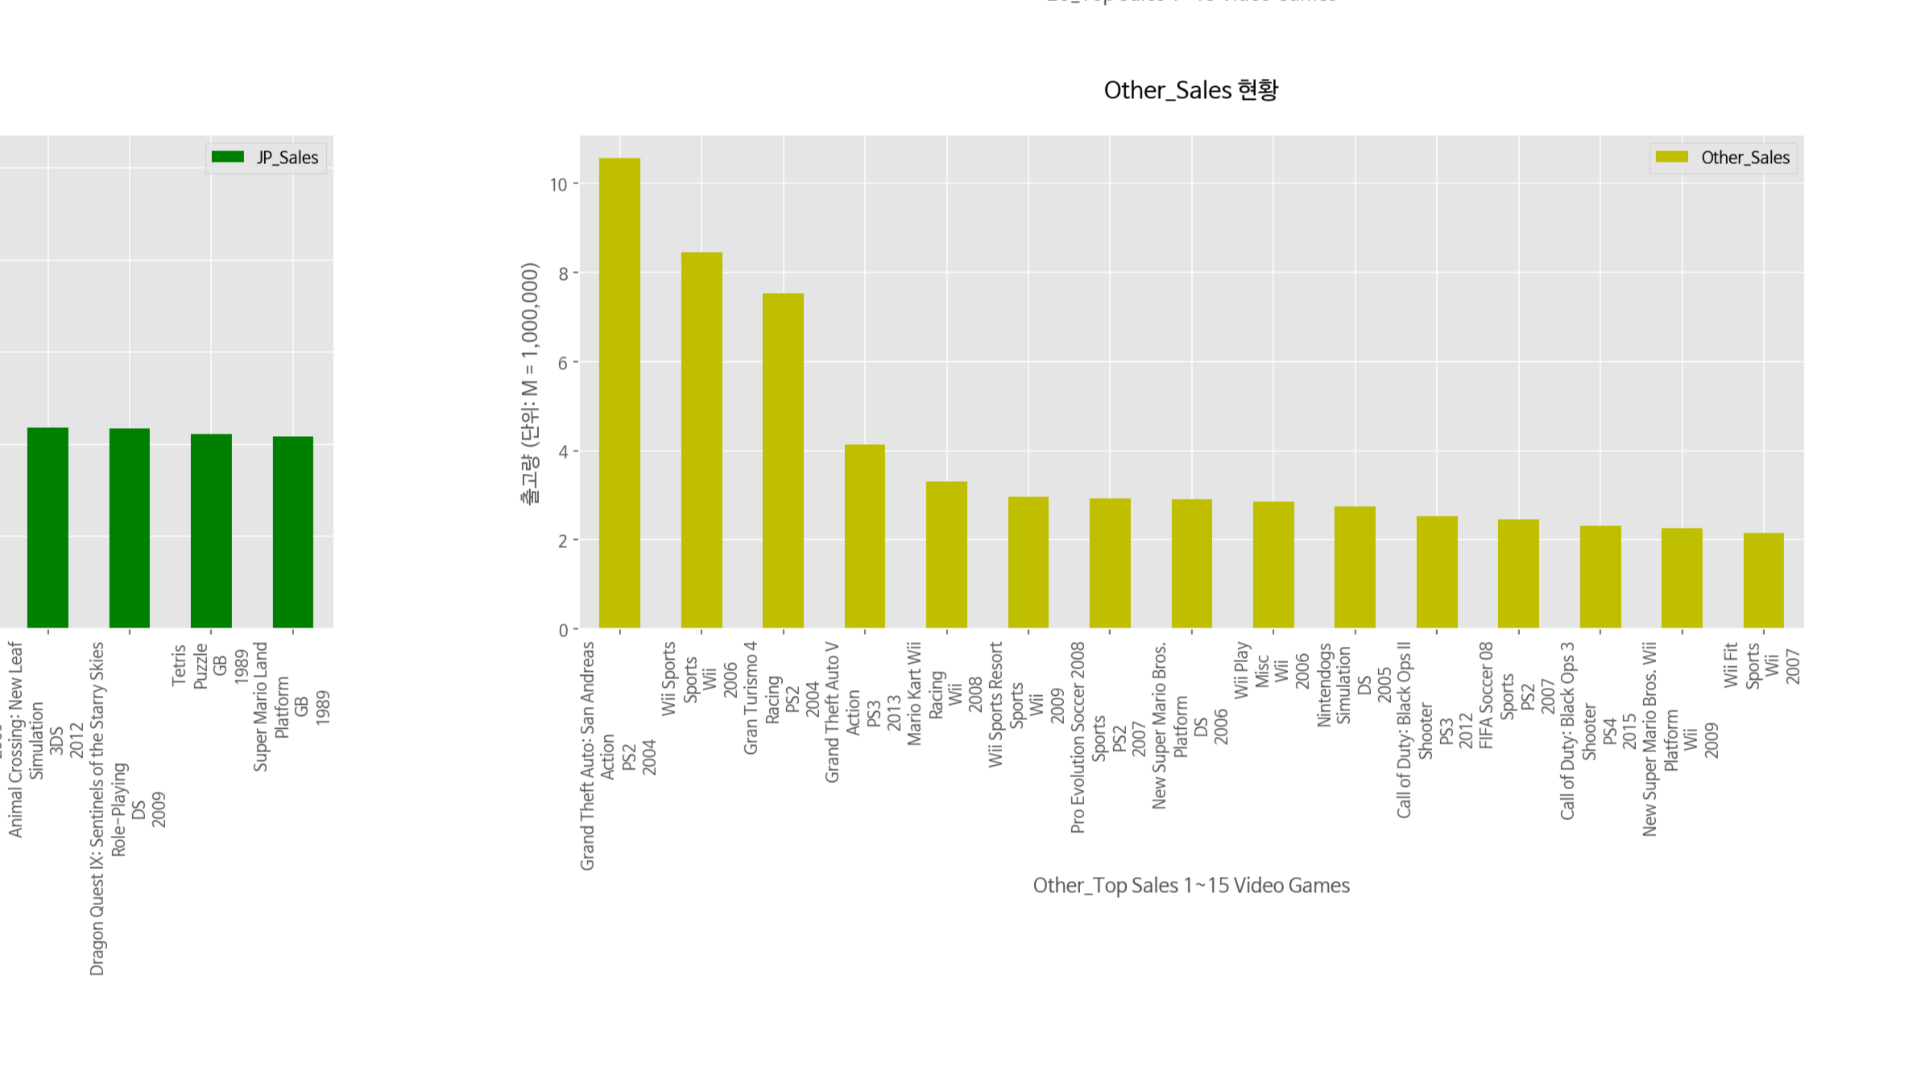 Other_Sales 현황
JP_Sales
Animal Crossing: New Leaf
Simulation
3DS
2012
Dragon Quest IX: Sentinels of the Starry Skies
Role-Playing
DS
2009
Tetris
Puzzle
GB
1989
Super Mario Land
Platform
GB
1989
Other_Sales
출고량 (단위: M = 1,000,000)
10
8
6
4
2
0
Grand Theft Auto: San Andreas
Action
PS2
2004
Wii Sports
Sports
Wii
2006
Gran Turismo 4
Racing
PS2
2004
Grand Theft Auto V
Action
PS3
2013
Mario Kart Wii
Racing
Wii
2008
Wii Sports Resort
Sports
Wii
2009
Pro Evolution Soccer 2008
Sports
PS2
2007
New Super Mario Bros.
Platform
DS
2006
Wii Play
Misc
Wii
2006
Nintendogs
Simulation
DS
2005
Call of Duty: Black Ops II
Shooter
PS3
2012
FIFA Soccer 08
Sports
PS2
2007
Call of Duty: Black Ops 3
Shooter
PS4
2015
New Super Mario Bros. Wii
Platform
Wii
2009
Wii Fit
Sports
Wii
2007
Other_Top Sales 1~15 Video Games